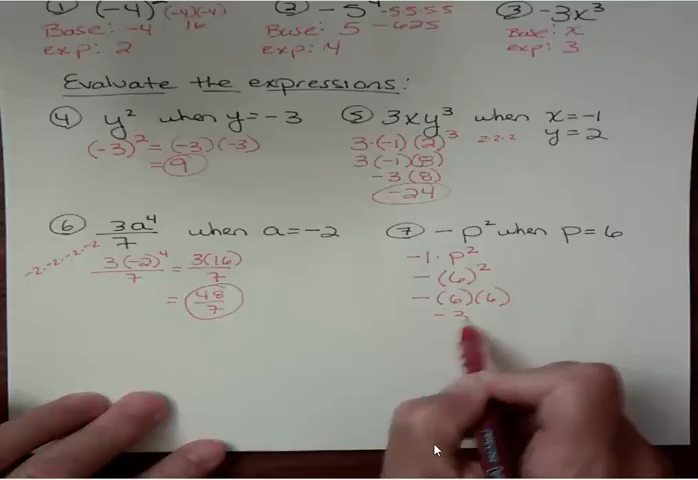 ① (-4) (-4)(-4) ② -5⁴ -5·5·5·5 ③ -3x³
Base: -4 16 Base: 5 -625 Base: x
exp: 2 exp: 4 exp: 3
Evaluate the expressions:
④ y² when y=-3 ⑤ 3xy³ when x=-1
y=2
(-3)² = (-3)(-3) 3·(-1)(2)³ 2·2·2
= 9 3(-1)(8)
-3(8)
-24
⑥ 3a⁴/7 when a=-2 ⑦ -p² when p=6
-2·-2·-2·-2 3(-2)⁴/7 = 3(16)/7 -1·p²
= 48/7 -(6)²
-(6)(6)
-3